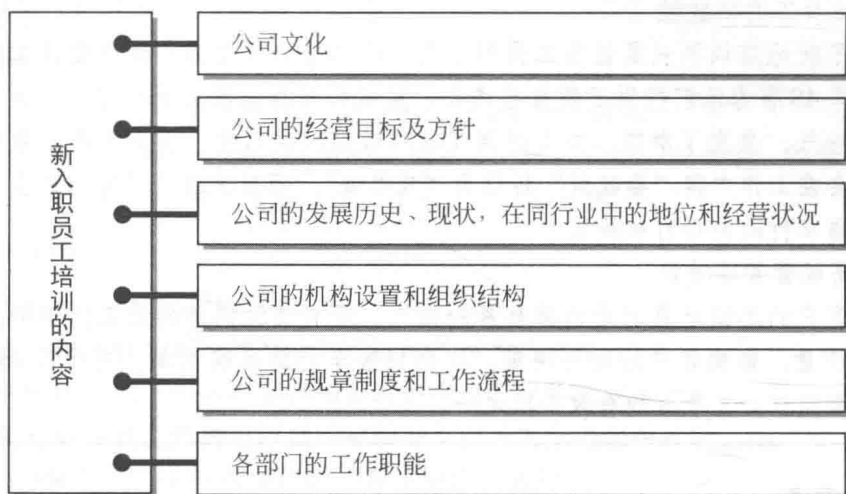 新入职员工培训的内容
公司文化
公司的经营目标及方针
公司的发展历史、现状，在同行业中的地位和经营状况
公司的机构设置和组织结构
公司的规章制度和工作流程
各部门的工作职能